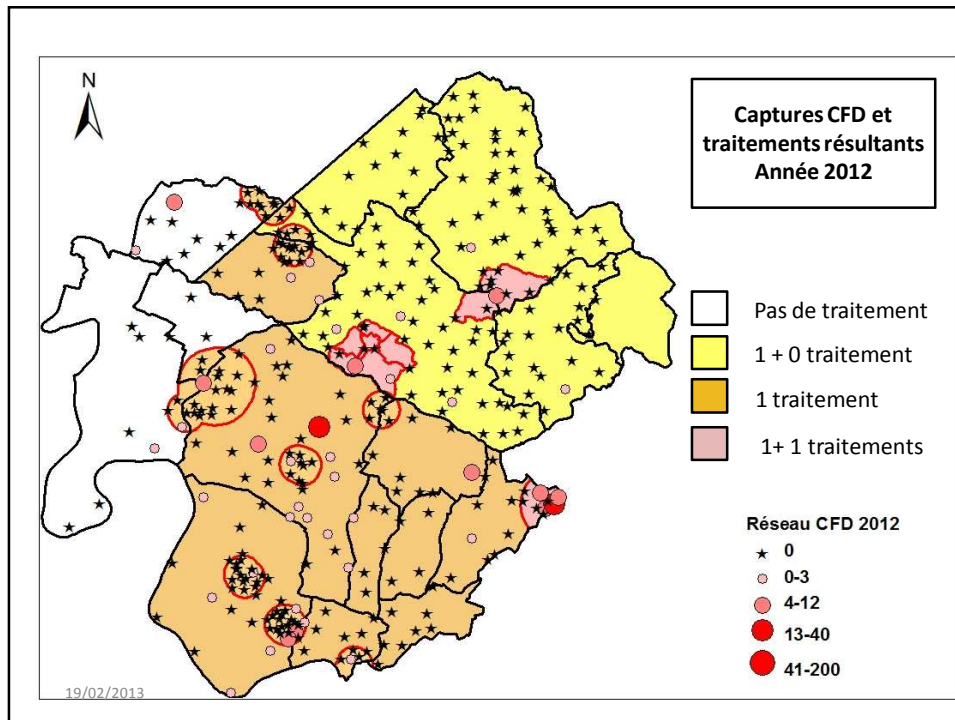 N
Captures CFD et
traitements résultants
Année 2012
Pas de traitement
1 + 0 traitement
1 traitement
1+ 1 traitements
Réseau CFD 2012
0
0-3
4-12
13-40
41-200
19/02/2013